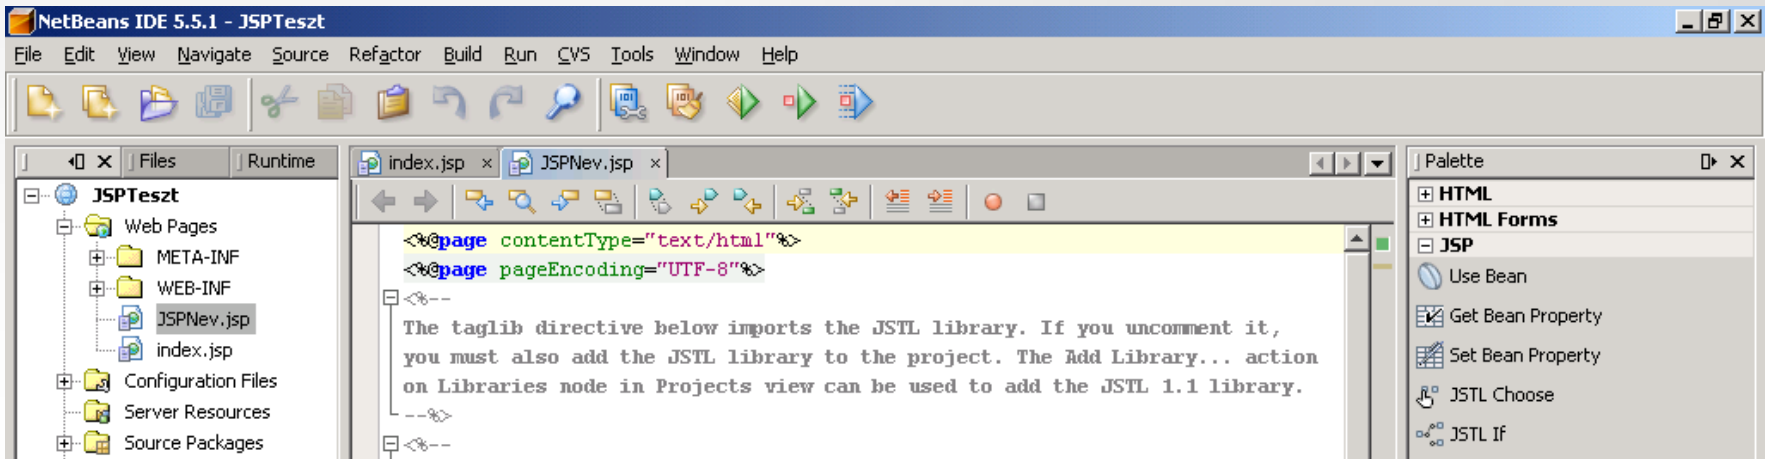 NetBeans IDE 5.5.1 - JSPTeszt
File Edit View Navigate Source Refactor Build Run CVS Tools Window Help
Files Runtime
JSPTeszt
Web Pages
META-INF
WEB-INF
JSPNev.jsp
index.jsp
Configuration Files
Server Resources
Source Packages
index.jsp JSPNev.jsp
<%@page contentType="text/html"%>
<%@page pageEncoding="UTF-8"%>
<%--
The taglib directive below imports the JSTL library. If you uncomment it,
you must also add the JSTL library to the project. The Add Library... action
on Libraries node in Projects view can be used to add the JSTL 1.1 library.
--%>
<%--
Palette
HTML
HTML Forms
JSP
Use Bean
Get Bean Property
Set Bean Property
JSTL Choose
JSTL If